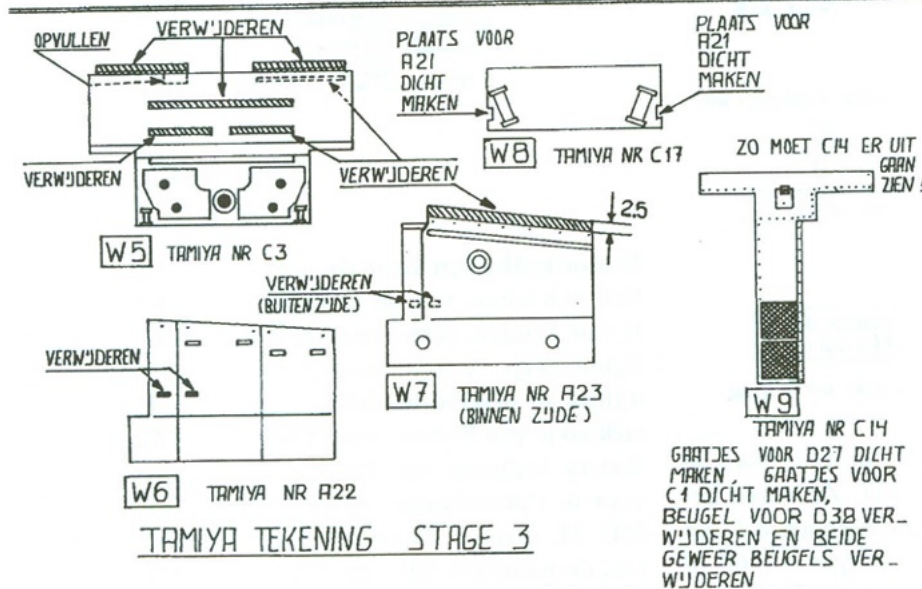 VERWIJDEREN
OPVULLEN
VERWIJDEREN
VERWIJDEREN
W5 TAMIYA NR C3
PLAATS VOOR
A21
DICHT
MAKEN
PLAATS VOOR
A21
DICHT
MAKEN
W8 TAMIYA NR C17
ZO MOET C14 ER UIT
GAAN
ZIEN
2.5
VERWIJDEREN
(BUITEN ZIJDE)
W7 TAMIYA NR A23
(BINNEN ZIJDE)
VERWIJDEREN
W6 TAMIYA NR A22
W9
TAMIYA NR C14
GAATJES VOOR D27 DICHT
MAKEN, GAATJES VOOR
C1 DICHT MAKEN,
BEUGEL VOOR D38 VER_
WIJDEREN EN BEIDE
GEWEER BEUGELS VER_
WIJDEREN
TAMIYA TEKENING STAGE 3